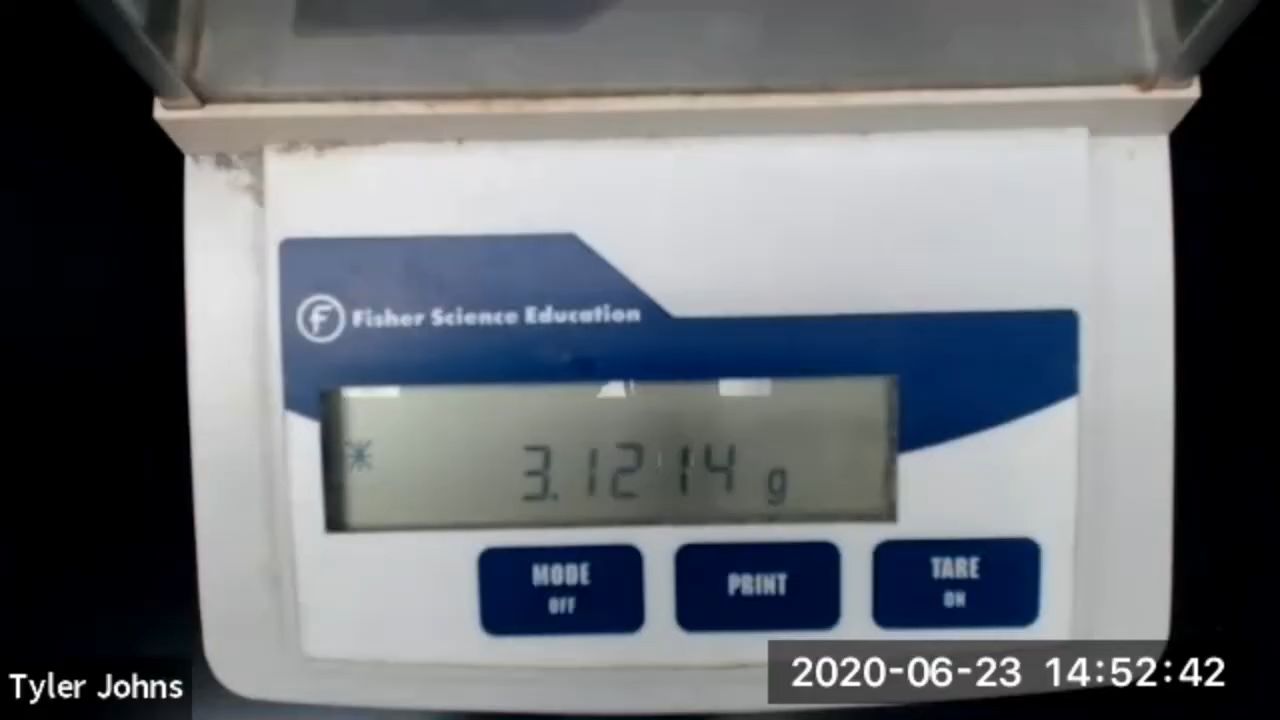 F Fisher Science Education
* 3.1214 g
MODE
OFF
PRINT
TARE
ON
Tyler Johns
2020-06-23 14:52:42